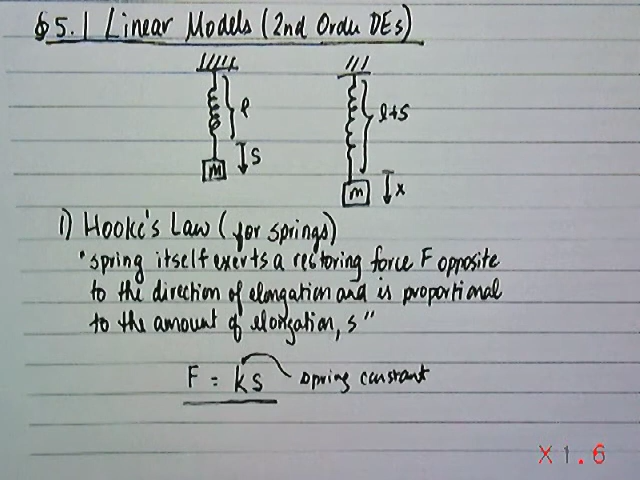 §5.1 Linear Models (2nd Order DEs)
l
s
m
l+s
m
x
1) Hooke's Law (for springs)
"spring itself exerts a restoring force F opposite
to the direction of elongation and is proportional
to the amount of elongation, s"
F = ks
spring constant
X1.6